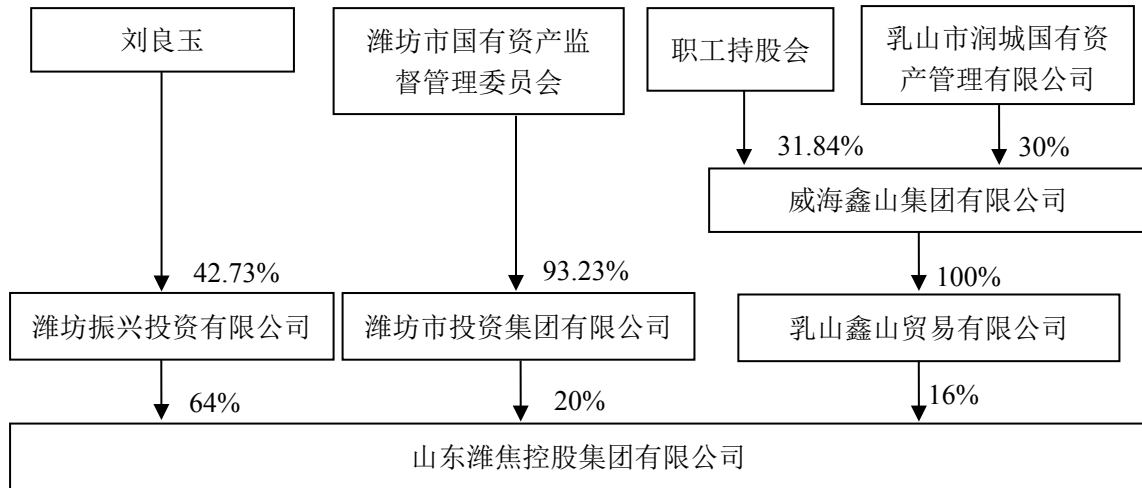 刘良玉
潍坊市国有资产监
督管理委员会
职工持股会
乳山市润城国有资
产管理有限公司
31.84%
30%
威海鑫山集团有限公司
42.73%
93.23%
100%
潍坊振兴投资有限公司
潍坊市投资集团有限公司
乳山鑫山贸易有限公司
64%
20%
16%
山东潍焦控股集团有限公司